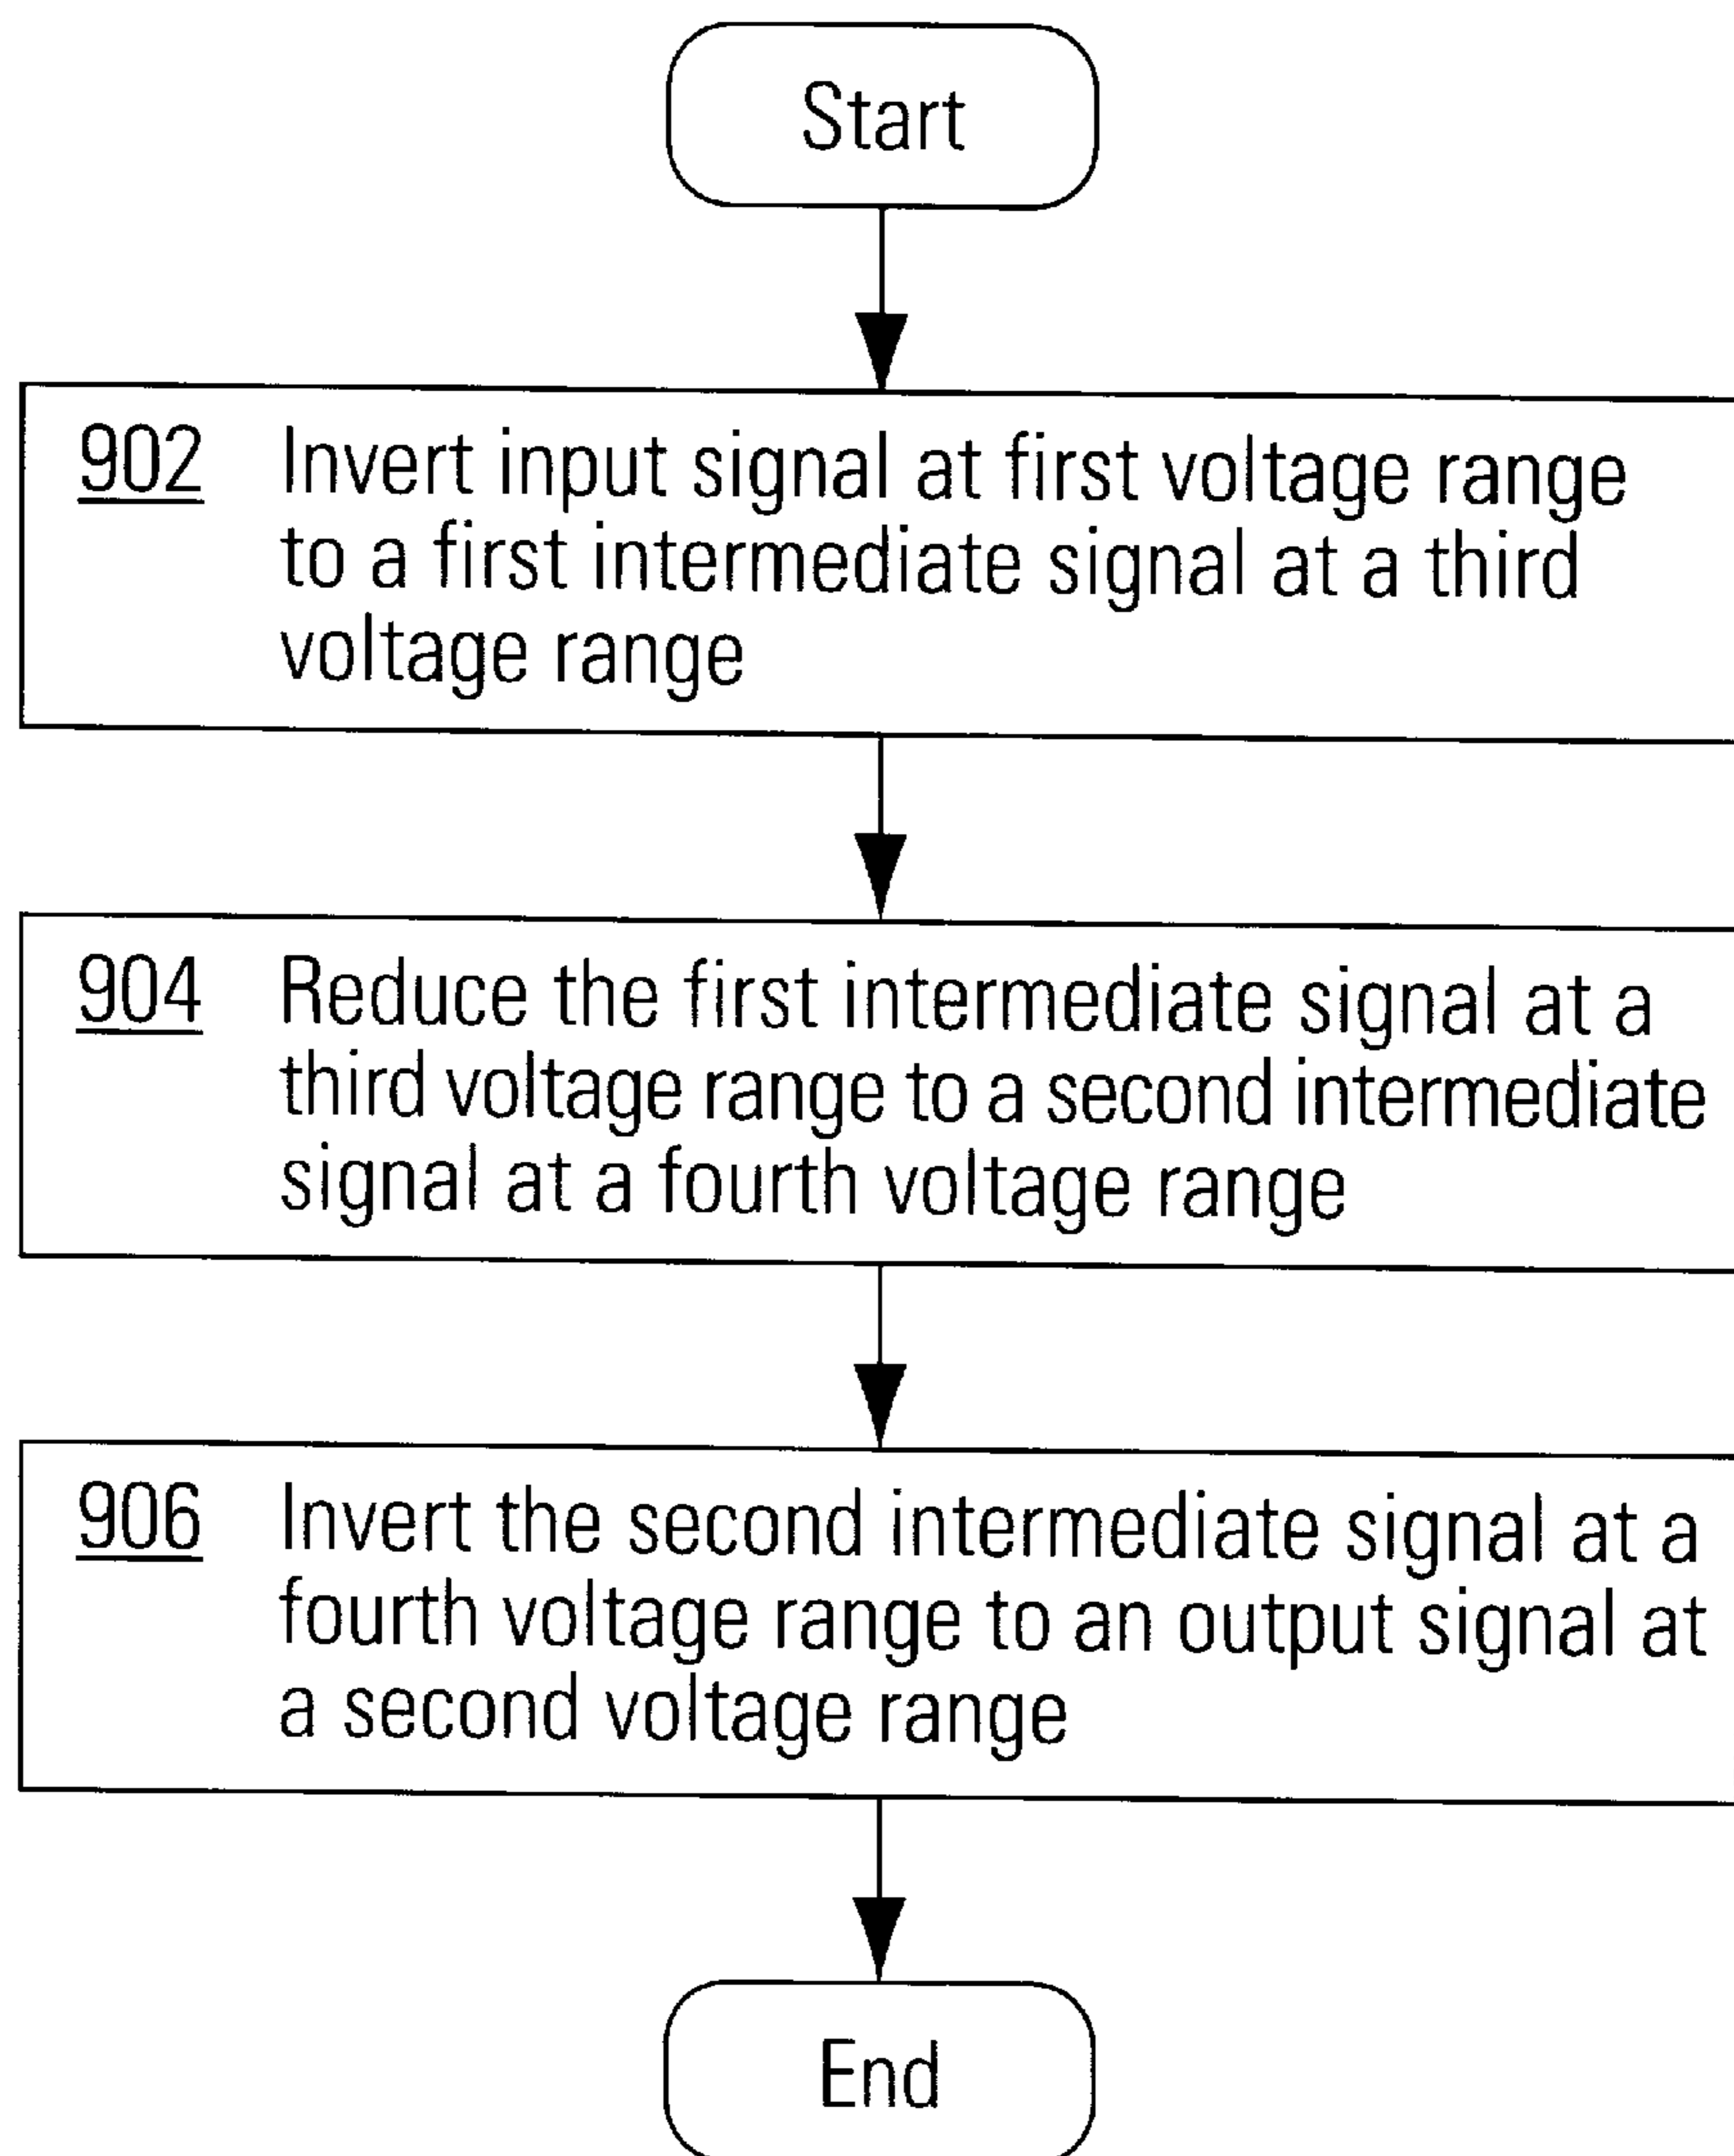 Start
902 Invert input signal at first voltage range
to a first intermediate signal at a third
voltage range
904 Reduce the first intermediate signal at a
third voltage range to a second intermediate
signal at a fourth voltage range
906 Invert the second intermediate signal at a
fourth voltage range to an output signal at
a second voltage range
End